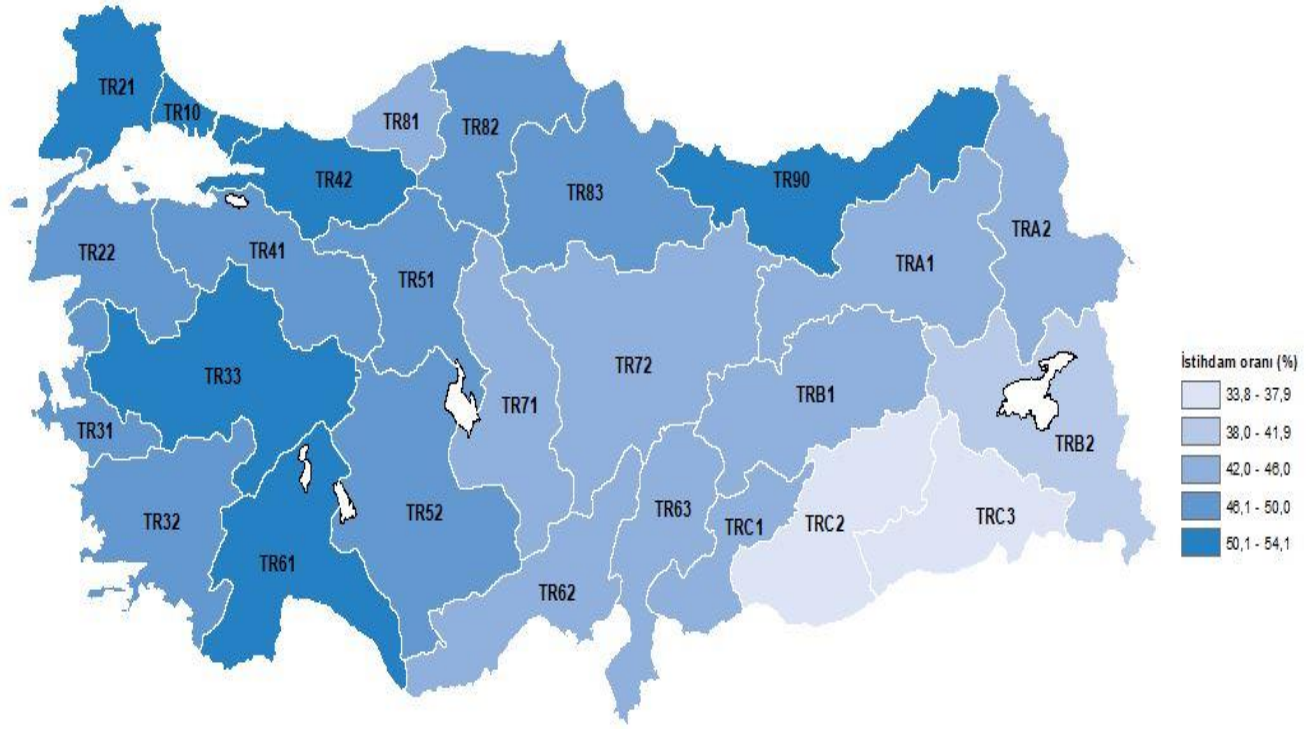 TR21
TR10
TR81
TR82
TR42
TR90
TR83
TRA2
TR22
TR41
TRA1
TR51
İstihdam oranı (%)
TR72
TR33
33,8 - 37,9
TRB1
TR71
38,0 - 41,9
TR31
TRB2
42,0 - 46,0
46,1 - 50,0
TR63
TR52
TRC3
TR32
TRC1
TRC2
50,1 - 54,1
TR61
TR62